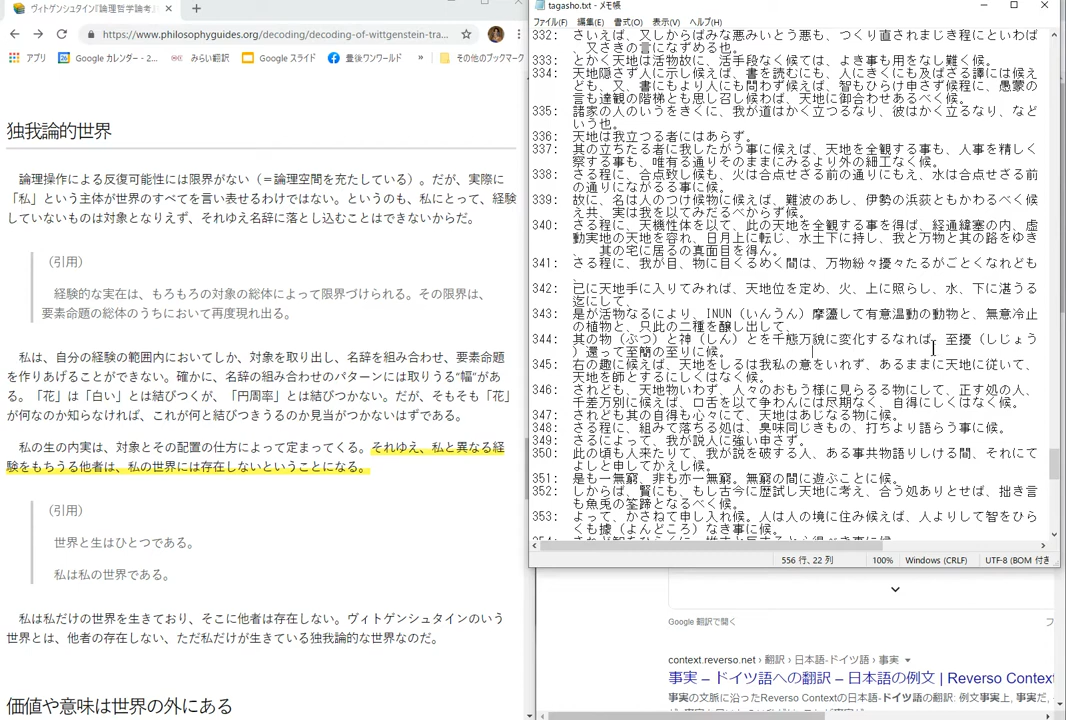 ヴィトゲンシュタイン『論理哲学論考』
https://www.philosophyguides.org/decoding/decoding-of-wittgenstein-tra...
アプリ
Google カレンダー - 2...
みらい翻訳
Google スライド
豊後ワンワールド
»
その他のブックマーク
独我論的世界
論理操作による反復可能性には限界がない（＝論理空間を充たしている）。だが、実際に
「私」という主体が世界のすべてを言い表せるわけではない。というのも、私にとって、経験
していないものは対象となりえず、それゆえ名辞に落とし込むことはできないからだ。
（引用）
経験的な実在は、もろもろの対象の総体によって限界づけられる。その限界は、
要素命題の総体のうちにおいて再度現れ出る。
私は、自分の経験の範囲内においてしか、対象を取り出し、名辞を組み合わせ、要素命題
を作りあげることができない。確かに、名辞の組み合わせのパターンには取りうる“幅”があ
る。「花」は「白い」とは結びつくが、「円周率」とは結びつかない。だが、そもそも「花」
が何なのか知らなければ、これが何と結びつきうるのか見当がつかないはずである。
私の生の内実は、対象とその配置の仕方によって定まってくる。それゆえ、私と異なる経
験をもちうる他者は、私の世界には存在しないということになる。
（引用）
世界と生はひとつである。
私は私の世界である。
私は私だけの世界を生きており、そこに他者は存在しない。ヴィトゲンシュタインのいう
世界とは、他者の存在しない、ただ私だけが生きている独我論的な世界なのだ。
価値や意味は世界の外にある
tagasho.txt - メモ帳
ファイル(F) 編集(E) 書式(O) 表示(V) ヘルプ(H)
332: さいえば、又しからばみな悪みいとう悪も、つくり直されまじき程にといわば
、又さきの言になずめる也。
333: とかく天地は活物故に、活手段なく候ては、よき事も用をなし難く候。
334: 天地隠さず人に示し候えば、書を読むにも、人にきくにも及ばざる譯には候え
ども、又、書にもより人にも問わず候えば、智もひらけ申さず候程に、愚蒙の
言も達観の階梯とも思し召し候わば、天地に御合わせあるべく候。
335: 諸家の人のいうをきくに、我が道はかく立つるなり、彼はかく立るなり、など
いう也。
336: 天地は我立つる者にはあらず。
337: 其の立ちたる者に我したがう事に候えば、天地を全観する事も、人事を精しく
察する事も、唯有る通りそのままにみるより外の細工なく候。
338: さる程に、合点致し候も、火は合点せざる前の通りにもえ、水は合点せざる前
の通りにながるる事に候。
339: 故に、名は人のつけ候物に候えば、難波のあし、伊勢の浜荻ともかわるべく候
え共、実は我を以てみだるべからず候。
340: さる程に、天機性体を以て、此の天地を全観する事を得ば、経通緯塞の内、虚
動実地の天地を容れ、日月上に転じ、水土下に持し、我と万物と其の路をゆき
、其の宅に居るの真面目を得ん。
341: さる程に、我が目、物に目くるめく間は、万物紛々擾々たるがごとくなれども
、
342: 已に天地手に入りてみれば、天地位を定め、火、上に照らし、水、下に湛うる
迄にして、
343: 是が活物なるにより、INUN（いんうん）摩盪して有意温動の動物と、無意冷止
の植物と、只此の二種を醸し出して、
344: 其の物（ぶつ）と神（しん）とを千態万貌に変化するなれば、至擾（しじょう
）還って至簡の至りに候。
345: 右の趣に候えば、天地をしるは我私の意をいれず、あるままに天地に従いて、
天地を師とするにしくはなく候。
346: されども、天地物いわず、人々のおもう様に見らるる物にして、正す処の人、
千差万別に候えば、口舌を以て争わんには尽期なく、自得にしくはなく候。
347: されども其の自得も心々にて、天地はあじなる物に候。
348: さる程に、組みて落ちる処は、臭味同じきもの、打ちより語らう事に候。
349: さるによって、我が説人に強い申さず。
350: 此の頃も人来たりて、我が説を破する人、ある事共物語りしける間、それにて
よしと申してかえし候。
351: 是も一無窮、非も亦一無窮。無窮の間に遊ぶことに候。
352: しからば、賢にも、もし古今に歴試し天地に考え、合う処ありとせば、拙き言
も魚兎の筌蹄となるべく候。
353: よって、かさねて申し入れ候。人は人の境に住み候えば、人よりして智をひら
くも據（よんどころ）なき事に候。
556 行、22 列
100%
Windows (CRLF)
UTF-8 (BOM 付き
Google 翻訳で開く
context.reverso.net › 翻訳 › 日本語-ドイツ語 › 事実
事実 – ドイツ語への翻訳 – 日本語の例文 | Reverso Context
事実の文脈に沿ったReverso Contextの日本語-ドイツ語の翻訳: 例文事実上, 事実だ,